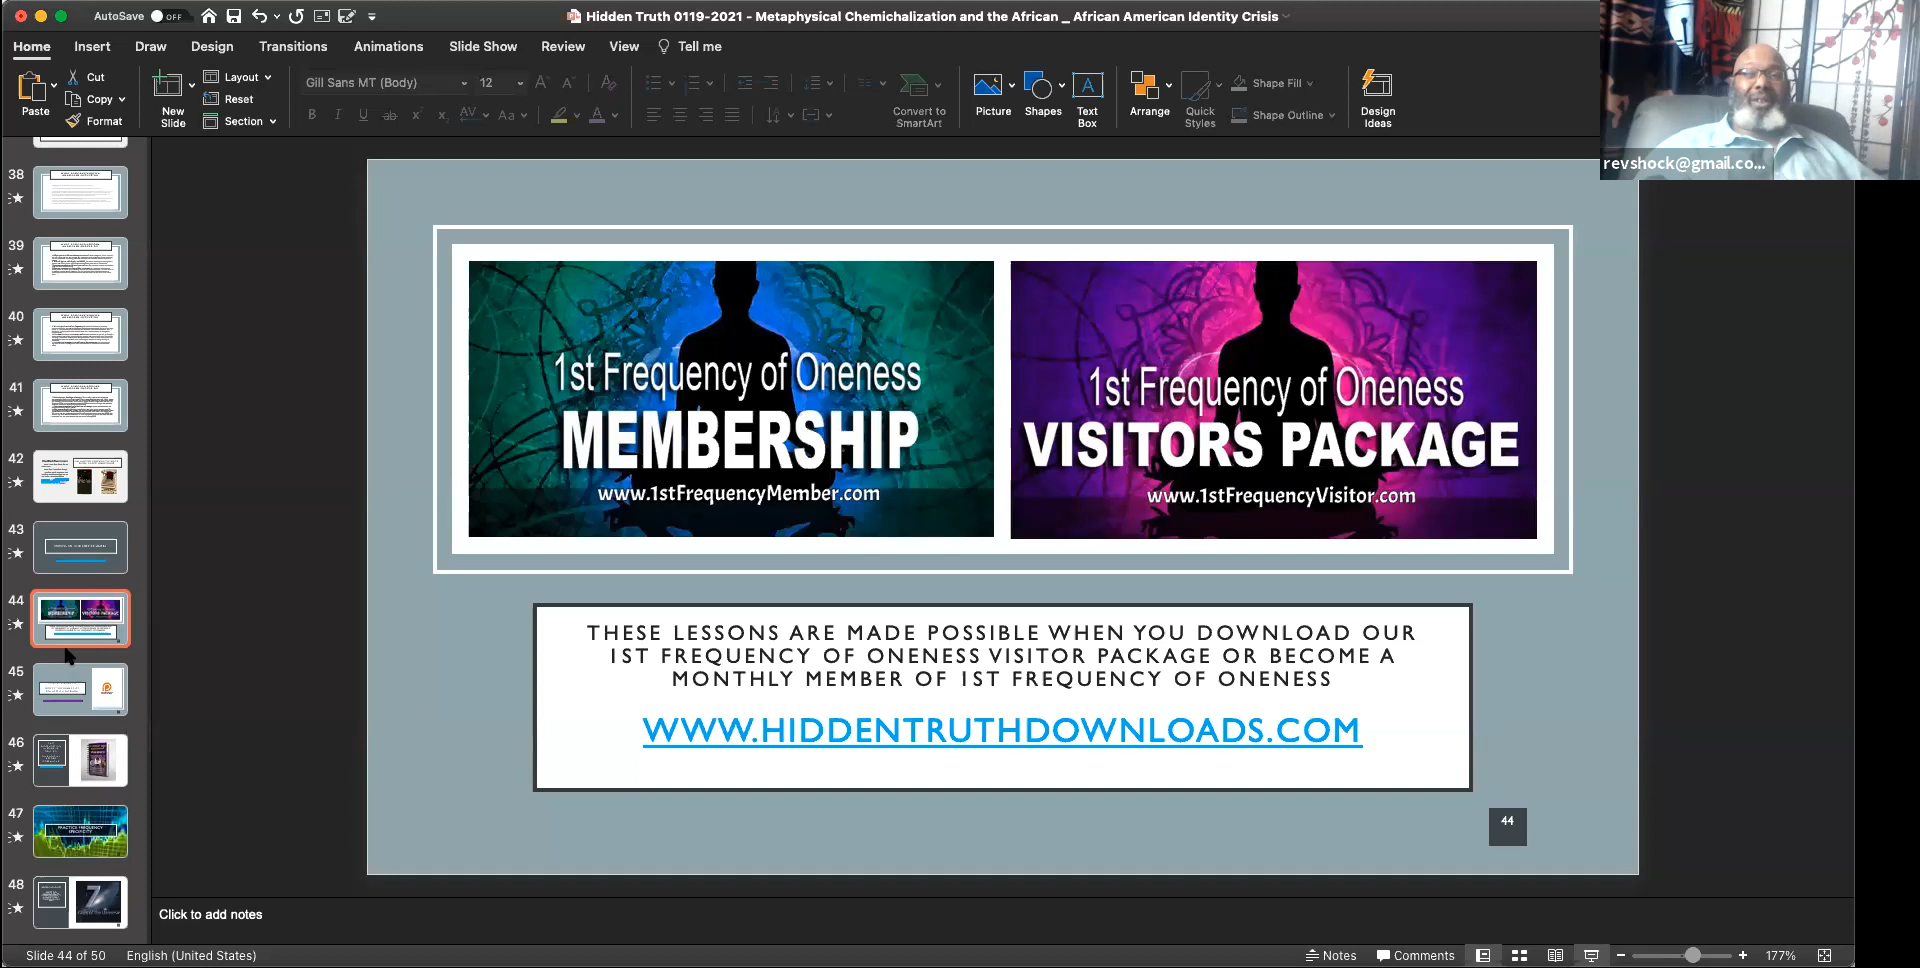 AutoSave OFF
Hidden Truth 0119-2021 - Metaphysical Chemichalization and the African _ African American Identity Crisis
Home Insert Draw Design Transitions Animations Slide Show Review View Tell me
Paste
Cut
Copy
Format
New Slide
Layout
Reset
Section
Gill Sans MT (Body) 12
Convert to SmartArt
Picture
Shapes
Text Box
Arrange
Quick Styles
Shape Fill
Shape Outline
Design Ideas
revshock@gmail.co...
38
39
40
41
42
43
44
45
46
47
PRACTICE FREQUENCY
SPECIFICITY
48
1st Frequency of Oneness
MEMBERSHIP
www.1stFrequencyMember.com
1st Frequency of Oneness
VISITORS PACKAGE
www.1stFrequencyVisitor.com
THESE LESSONS ARE MADE POSSIBLE WHEN YOU DOWNLOAD OUR
1ST FREQUENCY OF ONENESS VISITOR PACKAGE OR BECOME A
MONTHLY MEMBER OF 1ST FREQUENCY OF ONENESS
WWW.HIDDENTRUTHDOWNLOADS.COM
44
Click to add notes
Slide 44 of 50 English (United States)
Notes Comments 177%